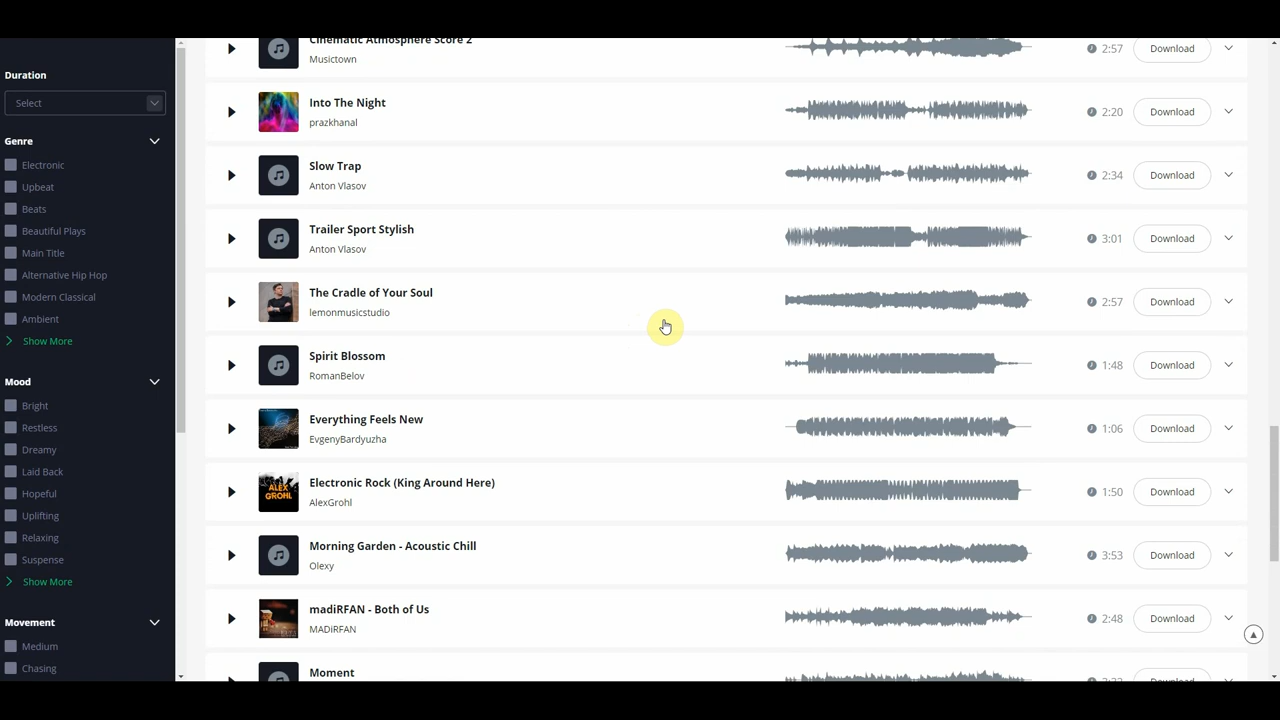 Duration
Select
Genre
Electronic
Upbeat
Beats
Beautiful Plays
Main Title
Alternative Hip Hop
Modern Classical
Ambient
Show More
Mood
Bright
Restless
Dreamy
Laid Back
Hopeful
Uplifting
Relaxing
Suspense
Show More
Movement
Medium
Chasing
Cinematic Atmosphere Score 2
Musictown
2:57 Download
Into The Night
prazkhanal
2:20 Download
Slow Trap
Anton Vlasov
2:34 Download
Trailer Sport Stylish
Anton Vlasov
3:01 Download
The Cradle of Your Soul
lemonmusicstudio
2:57 Download
Spirit Blossom
RomanBelov
1:48 Download
Everything Feels New
EvgenyBardyuzha
1:06 Download
ALEX
GROHL
Electronic Rock (King Around Here)
AlexGrohl
1:50 Download
Morning Garden - Acoustic Chill
Olexy
3:53 Download
madiRFAN - Both of Us
MADIRFAN
2:48 Download
Moment
Download